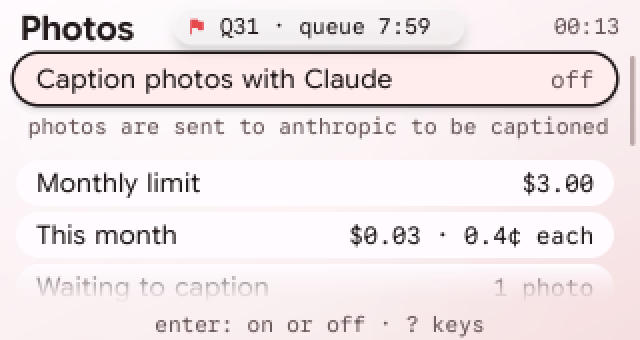 Photos
Q31 · queue 7:59
00:13
Caption photos with Claude off
photos are sent to anthropic to be captioned
Monthly limit $3.00
This month $0.03 · 0.4¢ each
Waiting to caption 1 photo
enter: on or off · ? keys